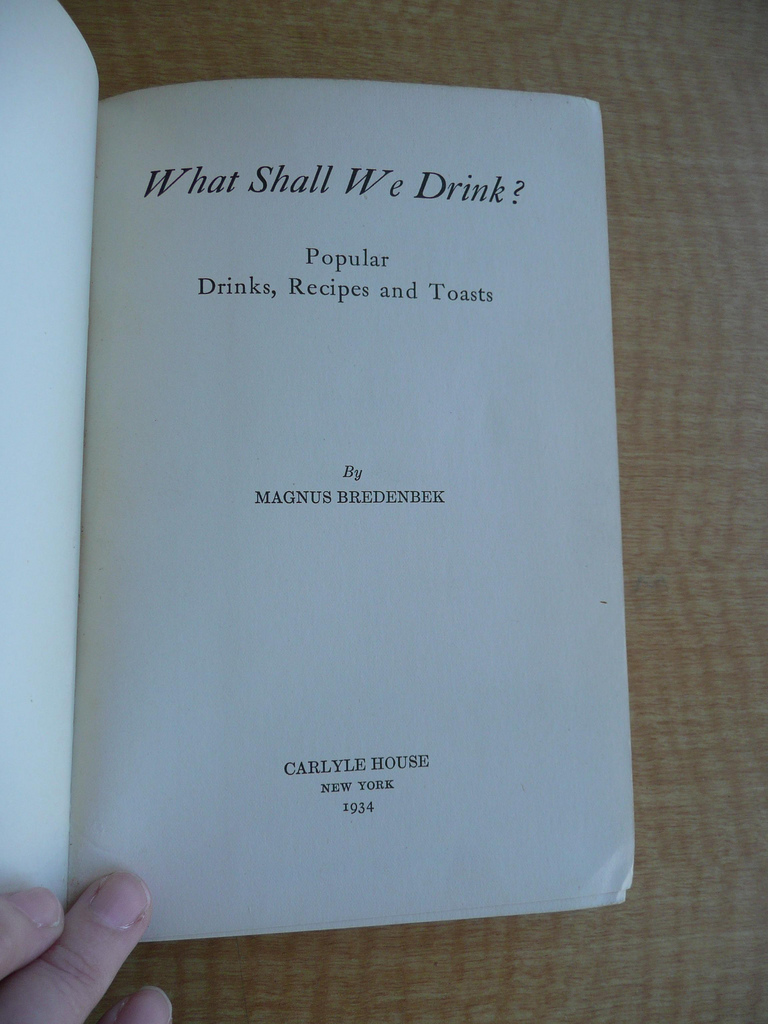 What Shall We Drink?
Popular
Drinks, Recipes and Toasts
By
MAGNUS BREDENBEK
CARLYLE HOUSE
NEW YORK
1934